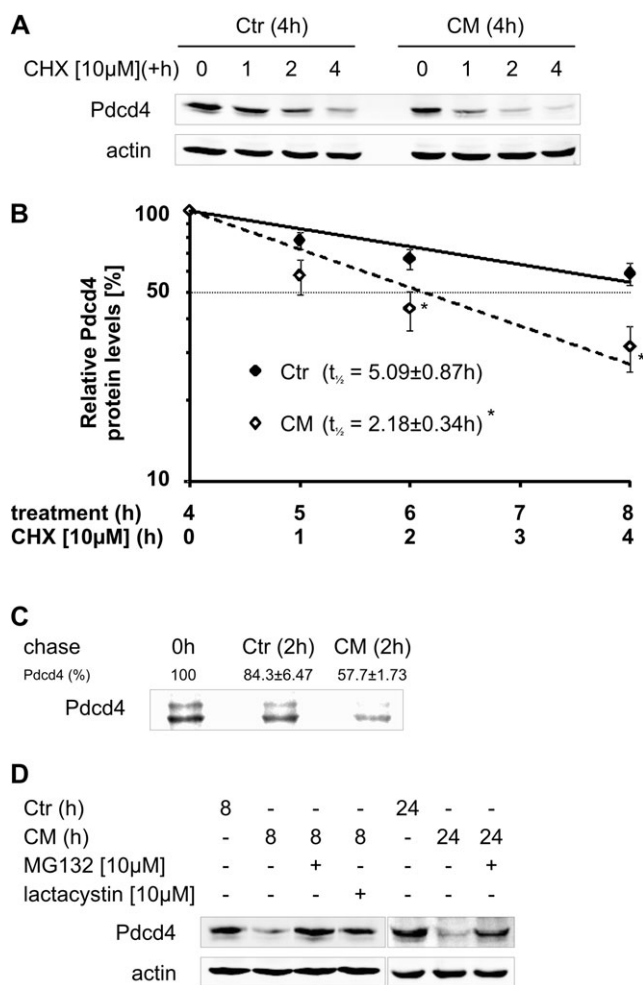 A
Ctr (4h) CM (4h)
CHX [10µM](+h) 0 1 2 4 0 1 2 4
Pdcd4
actin
B
Relative Pdcd4
protein levels [%]
100
50
10
*
*
Ctr (t½ = 5.09±0.87h)
CM (t½ = 2.18±0.34h) *
treatment (h) 4 5 6 7 8
CHX [10µM] (h) 0 1 2 3 4
C
chase 0h Ctr (2h) CM (2h)
Pdcd4 (%) 100 84.3±6.47 57.7±1.73
Pdcd4
D
Ctr (h) 8 - - - 24 - -
CM (h) - 8 8 8 - 24 24
MG132 [10µM] - - + - - - +
lactacystin [10µM] - - - + - - -
Pdcd4
actin